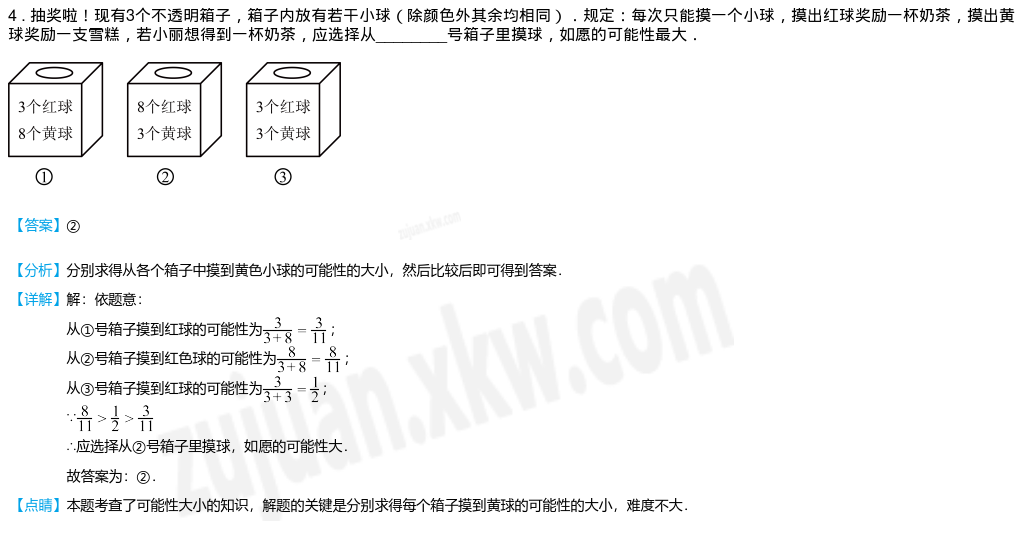 4．抽奖啦！现有3个不透明箱子，箱子内放有若干小球（除颜色外其余均相同）．规定：每次只能摸一个小球，摸出红球奖励一杯奶茶，摸出黄
球奖励一支雪糕，若小丽想得到一杯奶茶，应选择从_________号箱子里摸球，如愿的可能性最大．
3个红球 8个红球 3个红球
8个黄球 3个黄球 3个黄球
① ② ③
【答案】②
【分析】分别求得从各个箱子中摸到黄色小球的可能性的大小，然后比较后即可得到答案．
【详解】解：依题意：
从①号箱子摸到红球的可能性为3/(3+8)=3/11；
从②号箱子摸到红色球的可能性为8/(3+8)=8/11；
从③号箱子摸到红球的可能性为3/(3+3)=1/2；
∵8/11>1/2>3/11
∴应选择从②号箱子里摸球，如愿的可能性大．
故答案为：②．
【点睛】本题考查了可能性大小的知识，解题的关键是分别求得每个箱子摸到黄球的可能性的大小，难度不大．
zujuan.xkw.com
zujuan.xkw.com